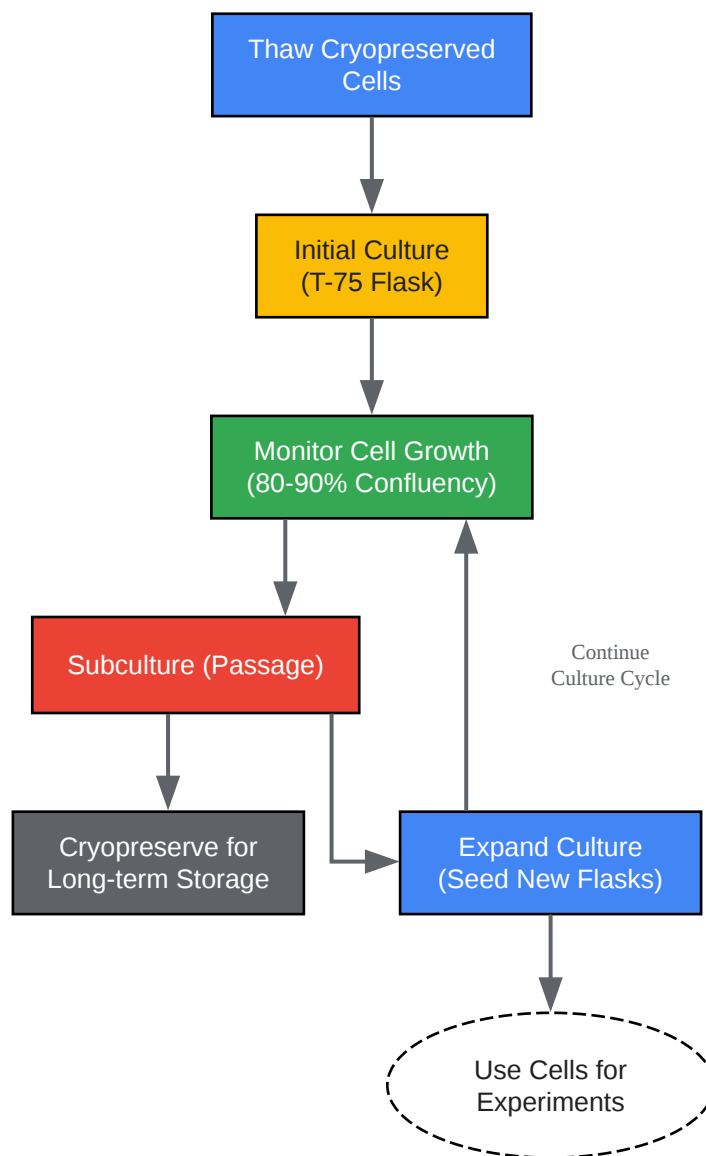 Thaw Cryopreserved
Cells
Initial Culture
(T-75 Flask)
Monitor Cell Growth
(80-90% Confluency)
Subculture (Passage)
Continue
Culture Cycle
Cryopreserve for
Long-term Storage
Expand Culture
(Seed New Flasks)
Use Cells for
Experiments